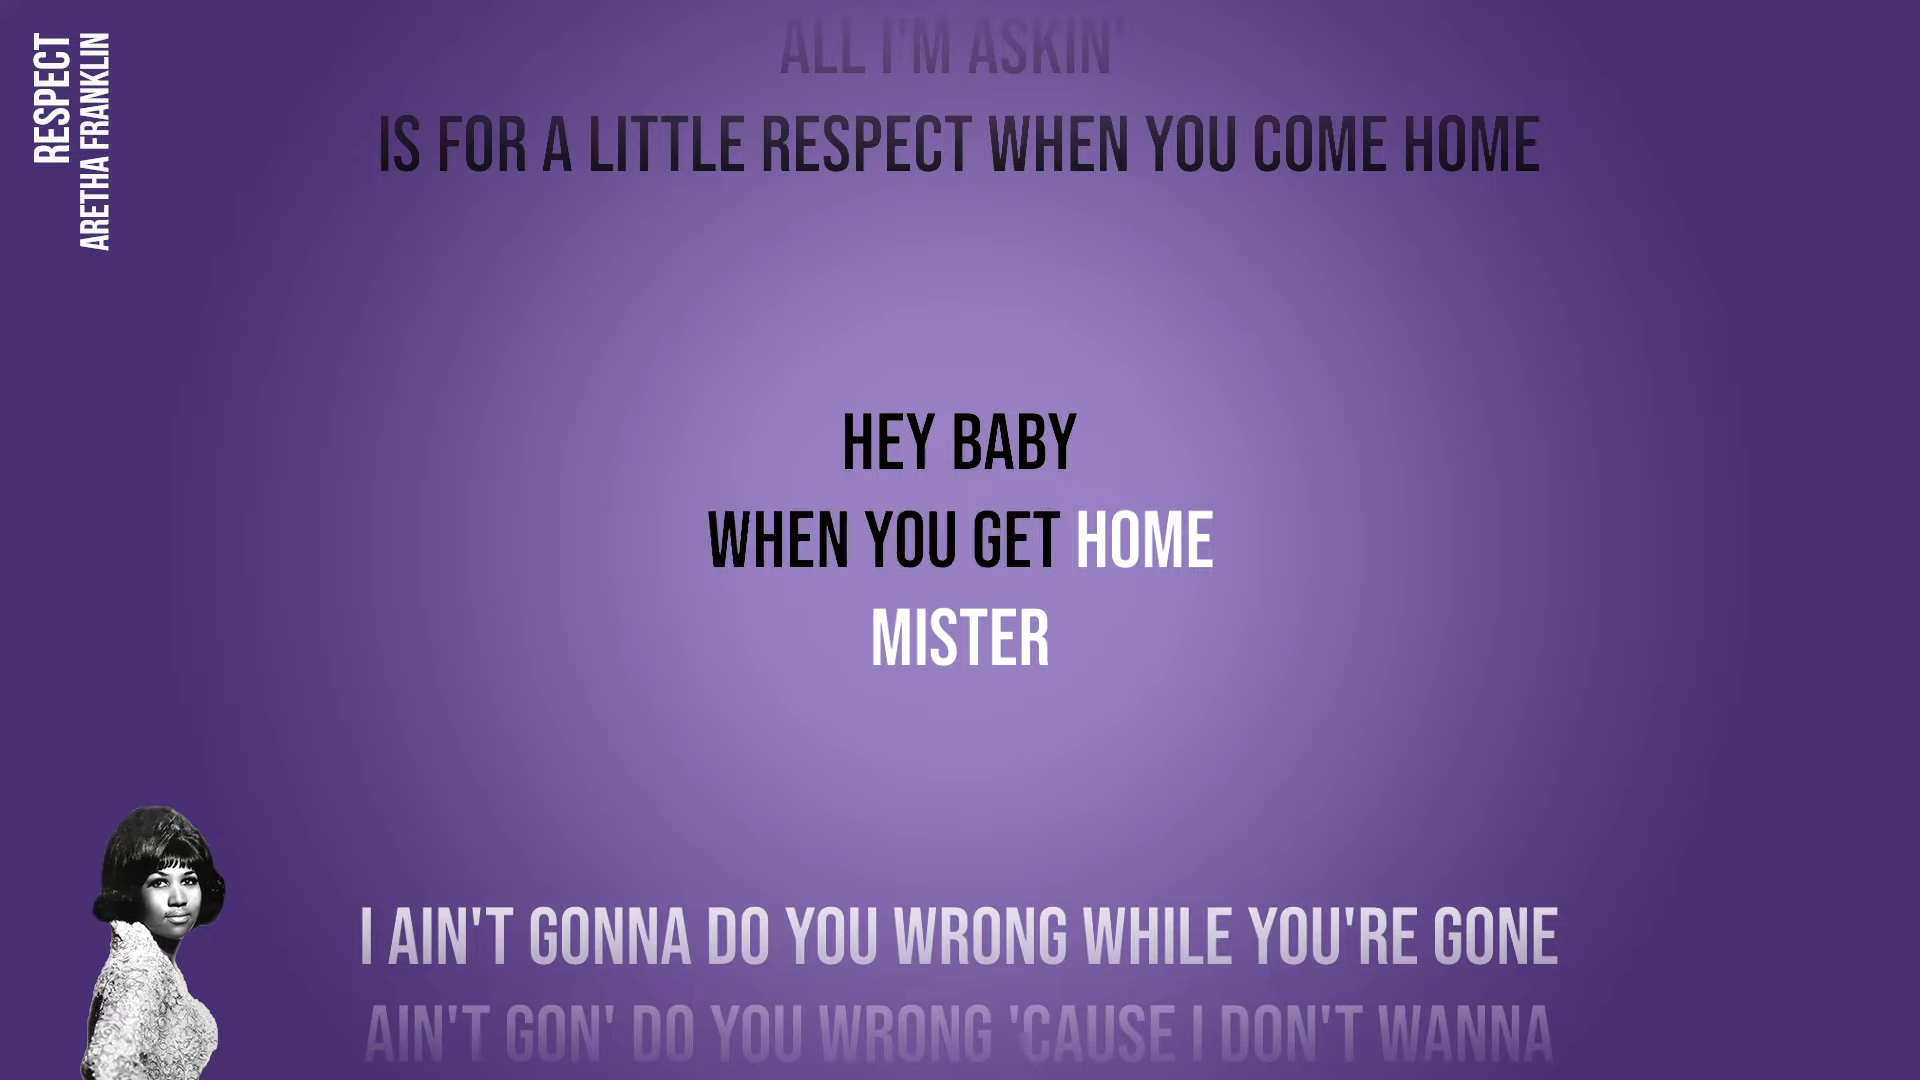 RESPECT
ARETHA FRANKLIN
ALL I'M ASKIN'
IS FOR A LITTLE RESPECT WHEN YOU COME HOME
HEY BABY
WHEN YOU GET HOME
MISTER
I AIN'T GONNA DO YOU WRONG WHILE YOU'RE GONE
AIN'T GON' DO YOU WRONG 'CAUSE I DON'T WANNA